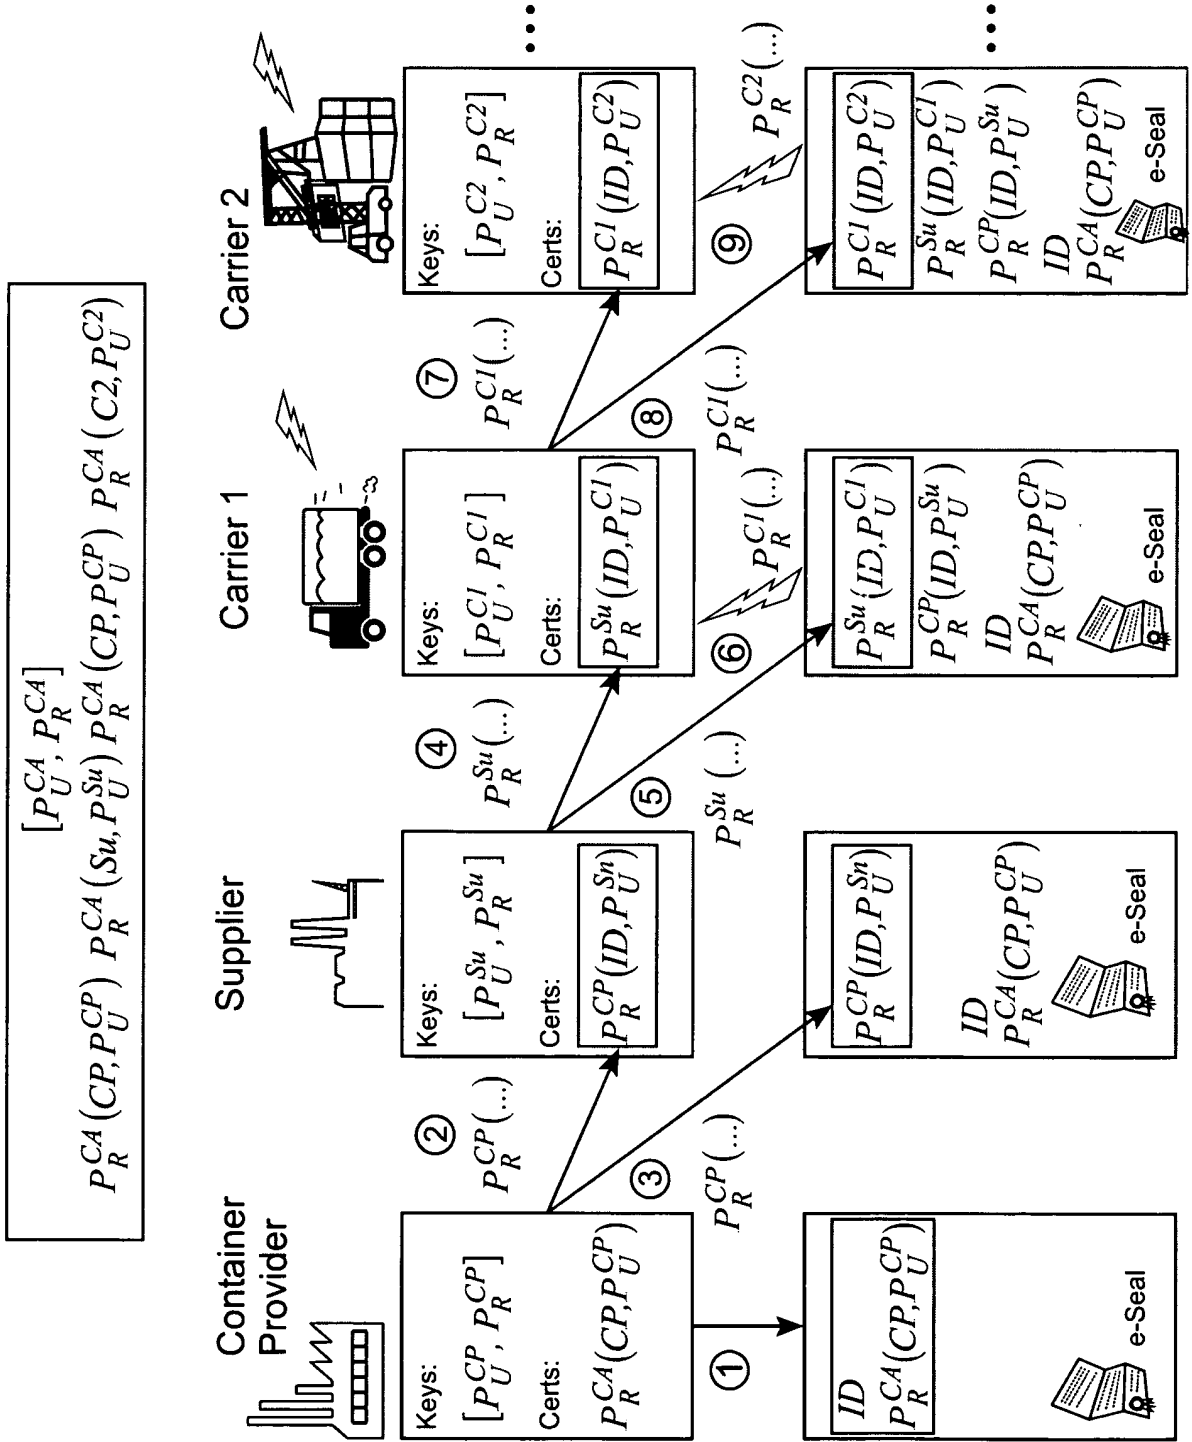 [P_U^{CA}, P_R^{CA}]
P_R^{CA}(CP, P_U^{CP}) P_R^{CA}(Su, P_U^{Su}) P_R^{CA}(CP, P_U^{CP}) P_R^{CA}(C2, P_U^{C2})
Container
Provider
Keys:
[P_U^{CP}, P_R^{CP}]
Certs:
P_R^{CA}(CP, P_U^{CP})
①
ID
P_R^{CA}(CP, P_U^{CP})
e-Seal
②
P_R^{CP}(...)
③
P_R^{CP}(...)
Supplier
Keys:
[P_U^{Su}, P_R^{Su}]
Certs:
P_R^{CP}(ID, P_U^{Sn})
P_R^{CP}(ID, P_U^{Sn})
ID
P_R^{CA}(CP, P_U^{CP})
e-Seal
④
P_R^{Su}(...)
⑤
P_R^{Su}(...)
Carrier 1
Keys:
[P_U^{C1}, P_R^{C1}]
Certs:
P_R^{Su}(ID, P_U^{C1})
⑥
P_R^{C1}(...)
P_R^{Su}(ID, P_U^{C1})
P_R^{CP}(ID, P_U^{Su})
ID
P_R^{CA}(CP, P_U^{CP})
e-Seal
⑦
P_R^{C1}(...)
⑧
P_R^{C1}(...)
Carrier 2
Keys:
[P_U^{C2}, P_R^{C2}]
Certs:
P_R^{C1}(ID, P_U^{C2})
•••
⑨
P_R^{C2}(...)
P_R^{C1}(ID, P_U^{C2})
P_R^{Su}(ID, P_U^{C1})
P_R^{CP}(ID, P_U^{Su})
ID
P_R^{CA}(CP, P_U^{CP})
e-Seal
•••